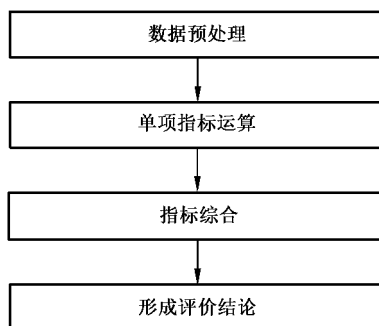 数据预处理
单项指标运算
指标综合
形成评价结论